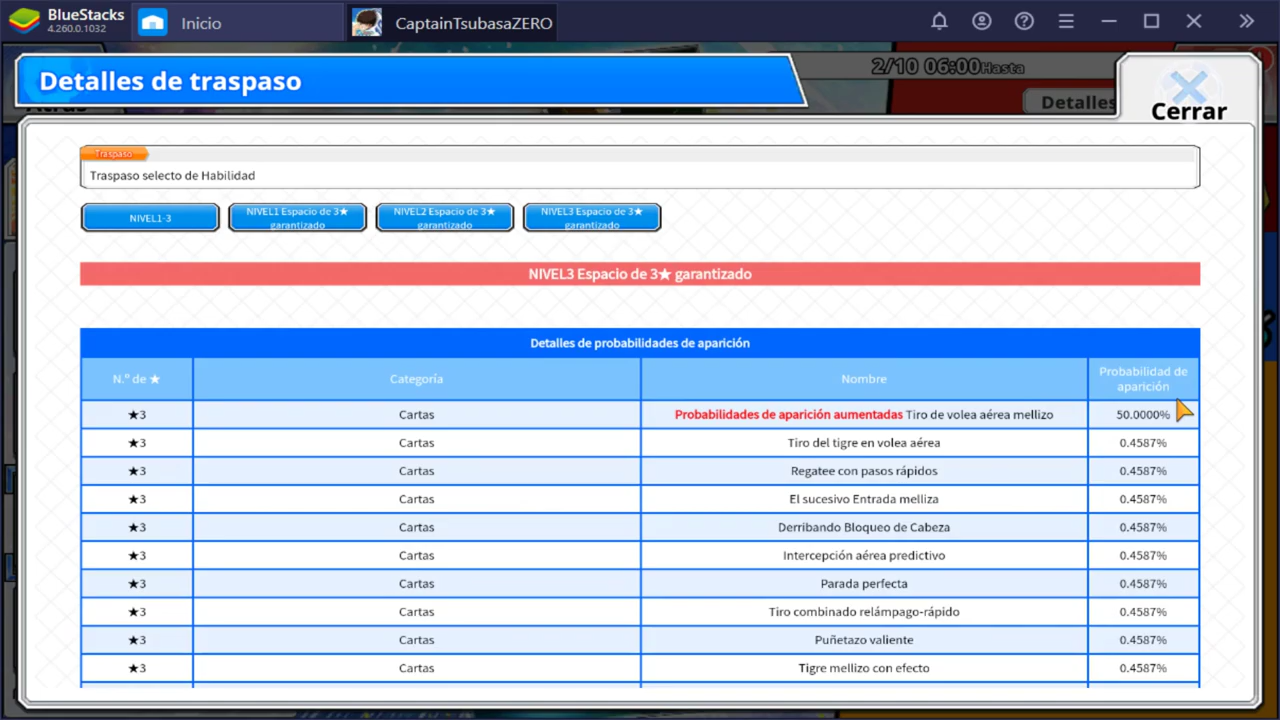 BlueStacks
4.260.0.1032
Inicio
CaptainTsubasaZERO
2/10 06:00 Hasta
Detalles de traspaso
Atrás
Detalles
Cerrar
Traspaso
Traspaso selecto de Habilidad
NIVEL1-3
NIVEL1 Espacio de 3★ garantizado
NIVEL2 Espacio de 3★ garantizado
NIVEL3 Espacio de 3★ garantizado
NIVEL3 Espacio de 3★ garantizado
Detalles de probabilidades de aparición
N.º de ★ Categoría Nombre Probabilidad de aparición
★3 Cartas Probabilidades de aparición aumentadas Tiro de volea aérea mellizo 50.0000%
★3 Cartas Tiro del tigre en volea aérea 0.4587%
★3 Cartas Regatee con pasos rápidos 0.4587%
★3 Cartas El sucesivo Entrada melliza 0.4587%
★3 Cartas Derribando Bloqueo de Cabeza 0.4587%
★3 Cartas Intercepción aérea predictivo 0.4587%
★3 Cartas Parada perfecta 0.4587%
★3 Cartas Tiro combinado relámpago-rápido 0.4587%
★3 Cartas Puñetazo valiente 0.4587%
★3 Cartas Tigre mellizo con efecto 0.4587%